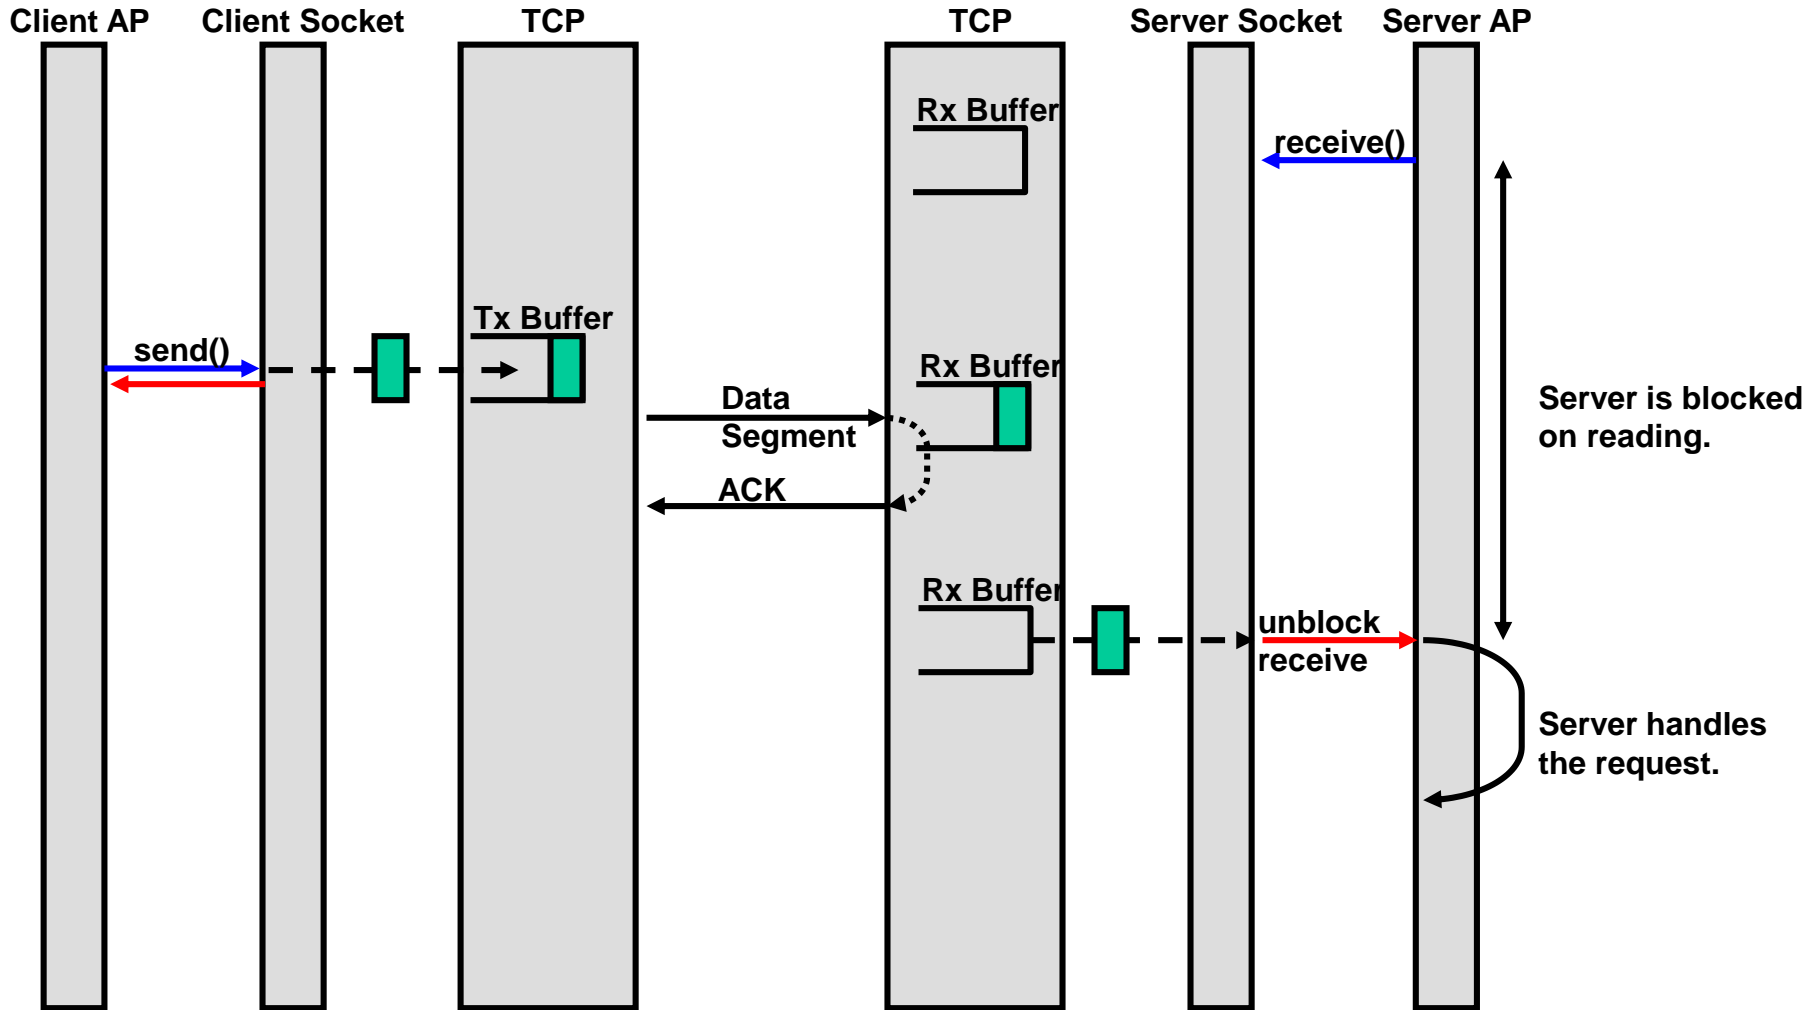 Client AP
Client Socket
TCP
TCP
Server Socket
Server AP
Rx Buffer
receive()
Tx Buffer
send()
Rx Buffer
Data
Segment
Server is blocked
on reading.
ACK
Rx Buffer
unblock
receive
Server handles
the request.